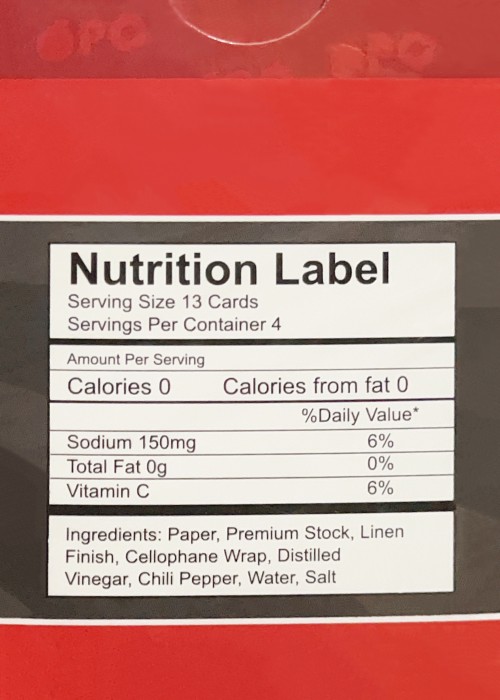 Nutrition Label
Serving Size 13 Cards
Servings Per Container 4
Amount Per Serving
Calories 0 Calories from fat 0
%Daily Value*
Sodium 150mg 6%
Total Fat 0g 0%
Vitamin C 6%
Ingredients: Paper, Premium Stock, Linen
Finish, Cellophane Wrap, Distilled
Vinegar, Chili Pepper, Water, Salt